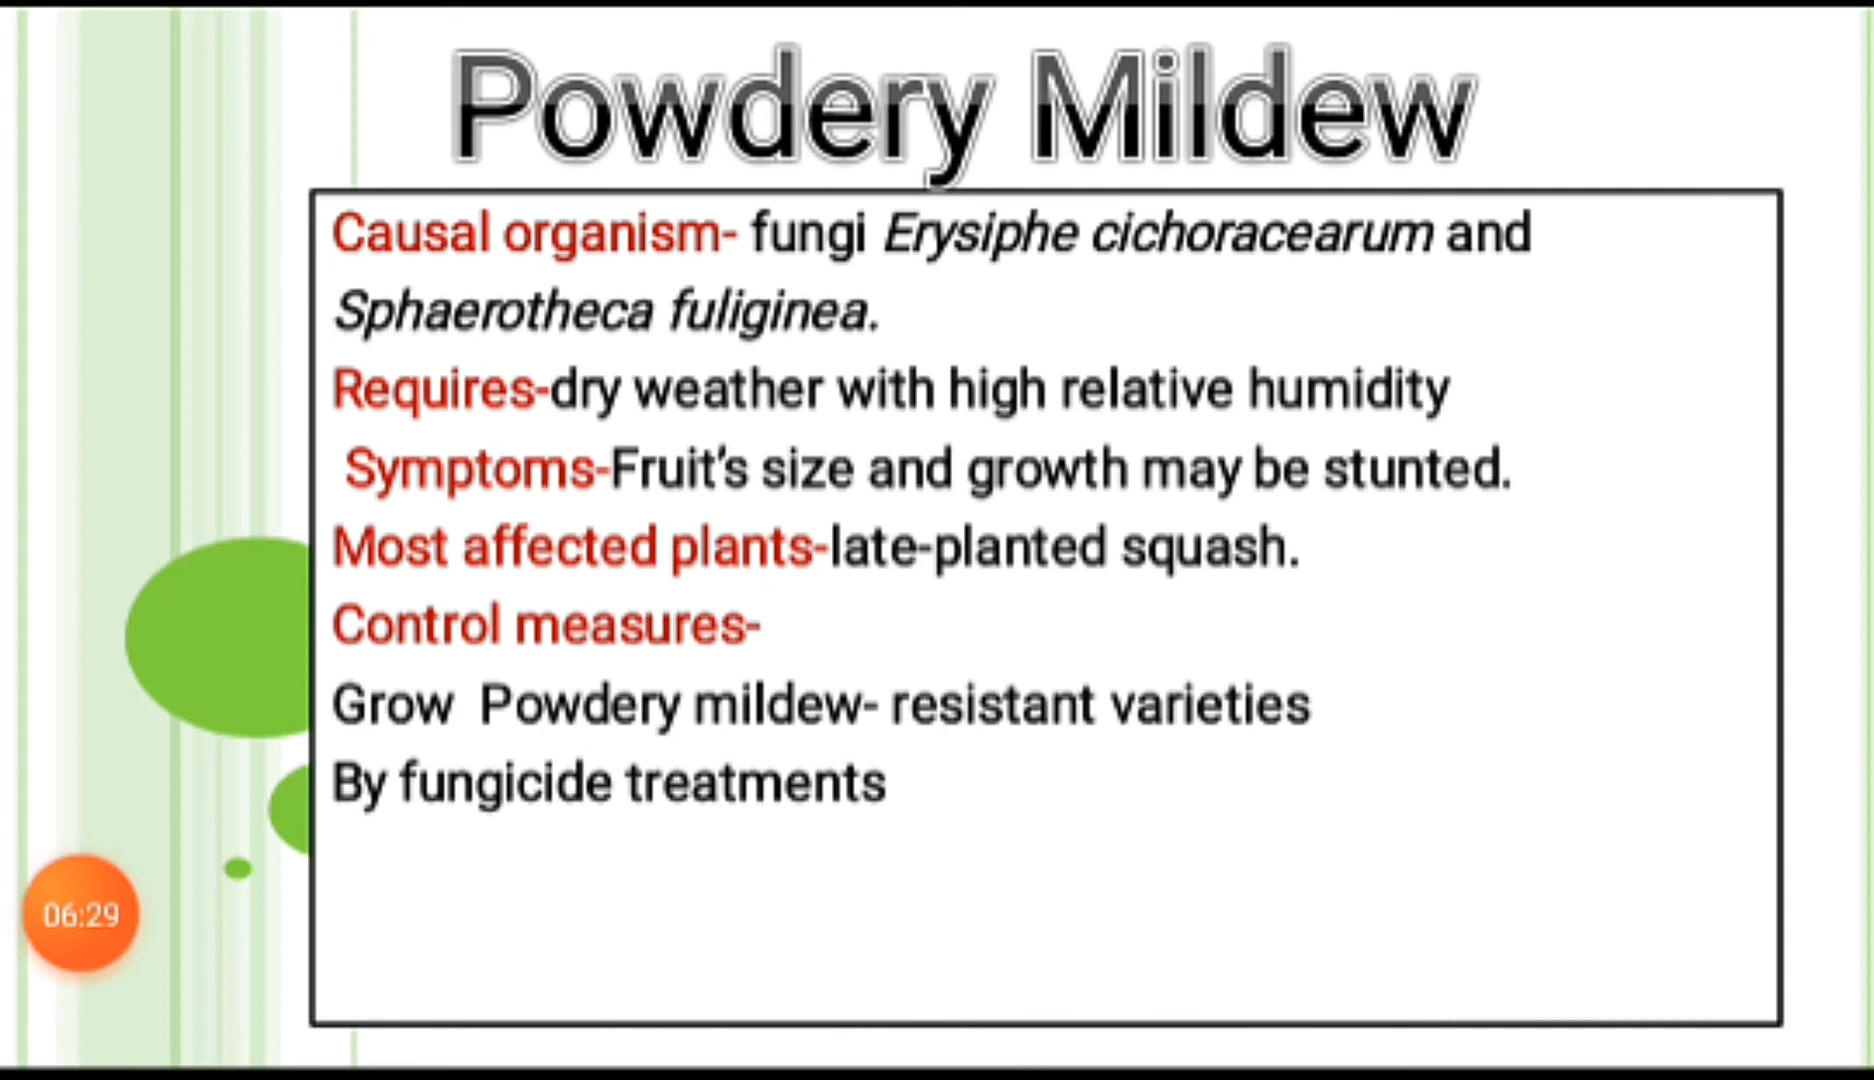 Powdery Mildew
Causal organism- fungi Erysiphe cichoracearum and
Sphaerotheca fuliginea.
Requires-dry weather with high relative humidity
Symptoms-Fruit's size and growth may be stunted.
Most affected plants-late-planted squash.
Control measures-
Grow  Powdery mildew- resistant varieties
By fungicide treatments
06:29